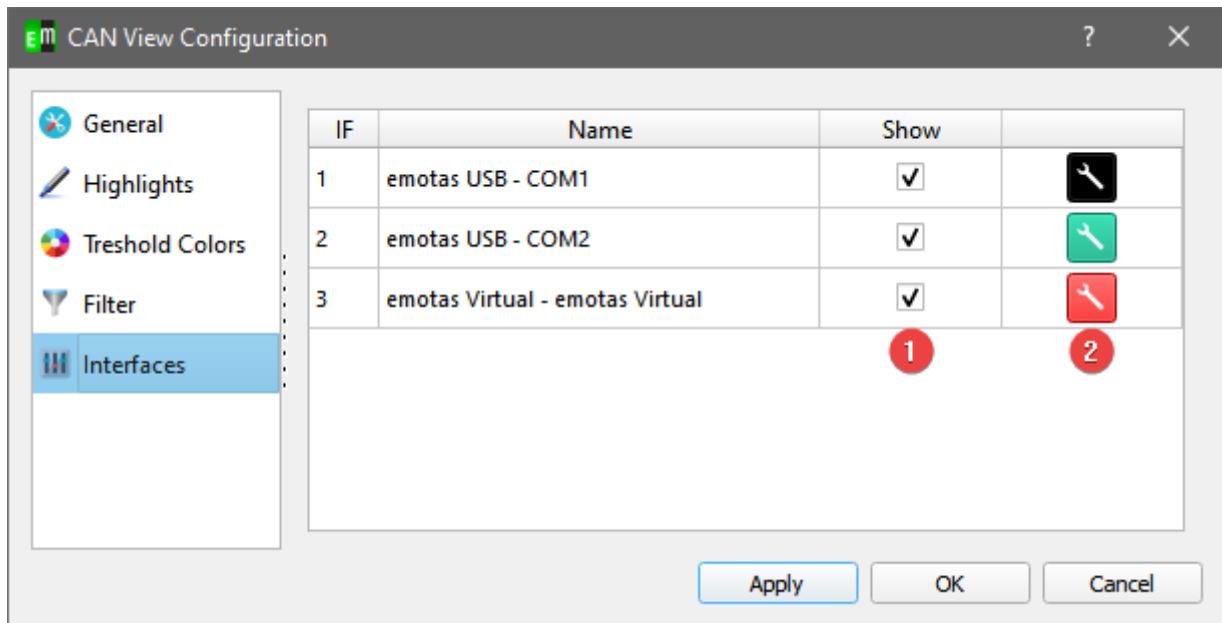 Em CAN View Configuration ? ×
General
Highlights
Treshold Colors
Filter
Interfaces
IF Name Show
1 emotas USB - COM1
2 emotas USB - COM2
3 emotas Virtual - emotas Virtual
1 2
Apply OK Cancel